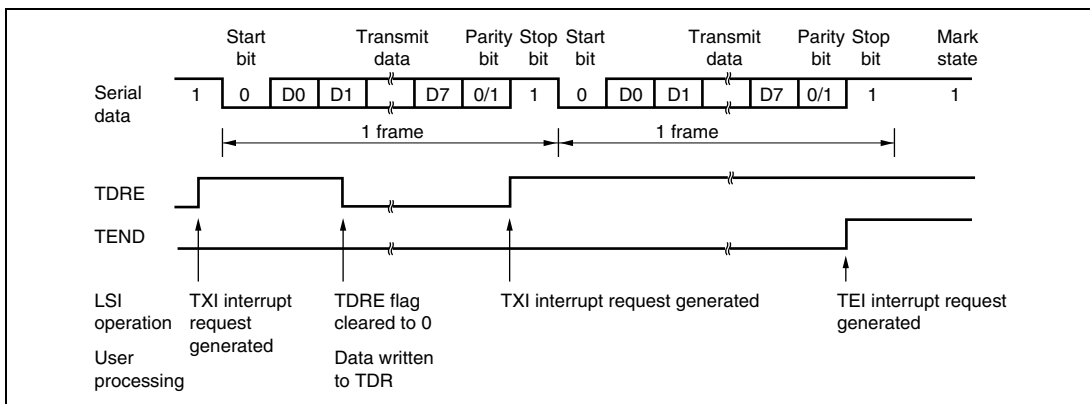 Start bit Transmit data Parity bit Stop bit Start bit Transmit data Parity bit Stop bit Mark state
Serial data 1 0 D0 D1 D7 0/1 1 0 D0 D1 D7 0/1 1 1
1 frame 1 frame
TDRE
TEND
LSI operation TXI interrupt request generated TDRE flag cleared to 0 TXI interrupt request generated TEI interrupt request generated
User processing Data written to TDR